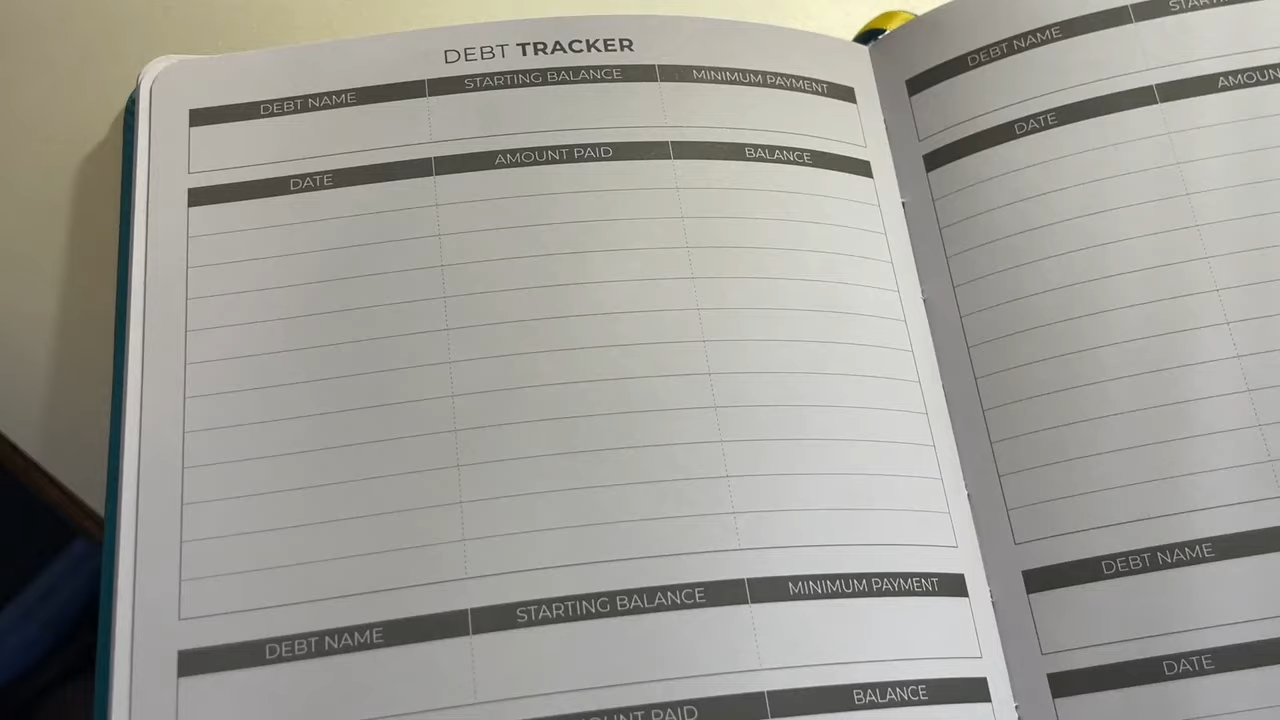 DEBT TRACKER
DEBT NAME STARTING BALANCE MINIMUM PAYMENT
DATE AMOUNT PAID BALANCE
DEBT NAME STARTING BALANCE MINIMUM PAYMENT
PAID BALANCE
DEBT NAME
DATE
DEBT NAME
DATE